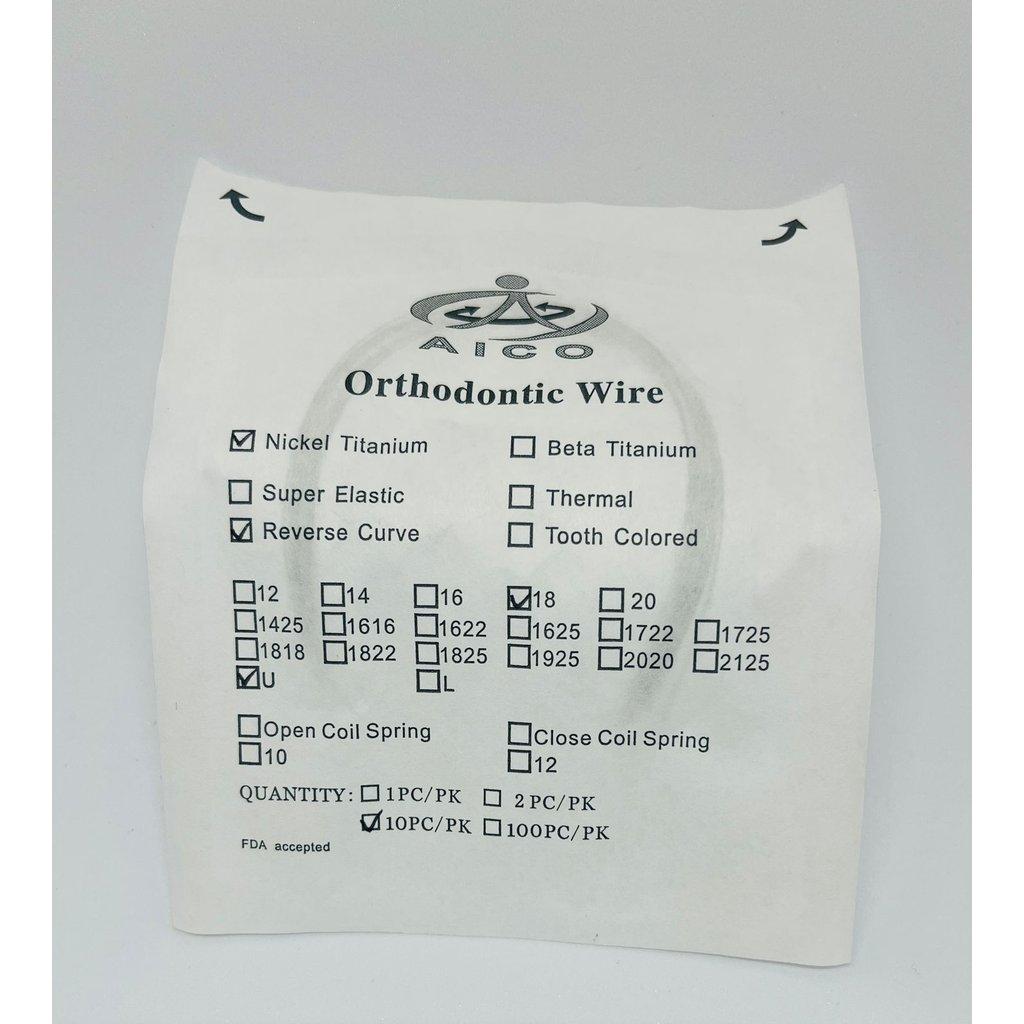 AICO
Orthodontic Wire
☑ Nickel Titanium ☐ Beta Titanium
☐ Super Elastic ☐ Thermal
☑ Reverse Curve ☐ Tooth Colored
☐12 ☐14 ☐16 ☑18 ☐ 20
☐1425 ☐1616 ☐1622 ☐1625 ☐1722 ☐1725
☐1818 ☐1822 ☐1825 ☐1925 ☐2020 ☐2125
☑U ☐L
☐Open Coil Spring ☐Close Coil Spring
☐10 ☐12
QUANTITY: ☐ 1PC/PK ☐ 2PC/PK
☑10PC/PK ☐100PC/PK
FDA accepted